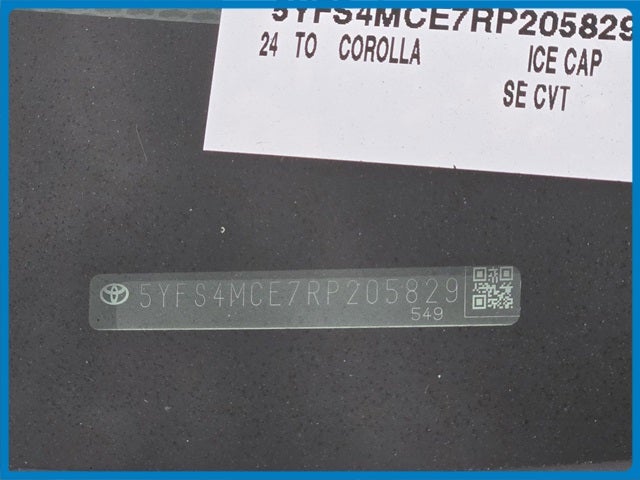 5YFS4MCE7RP205829
24 TO COROLLA ICE CAP
SE CVT
5YFS4MCE7RP205829
549